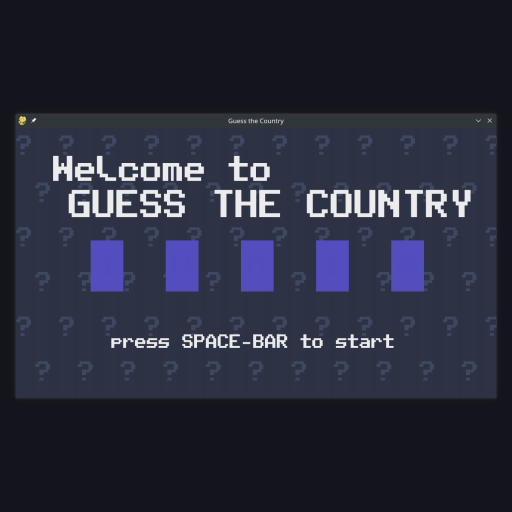 Guess the Country
Welcome to
GUESS THE COUNTRY
press SPACE-BAR to start